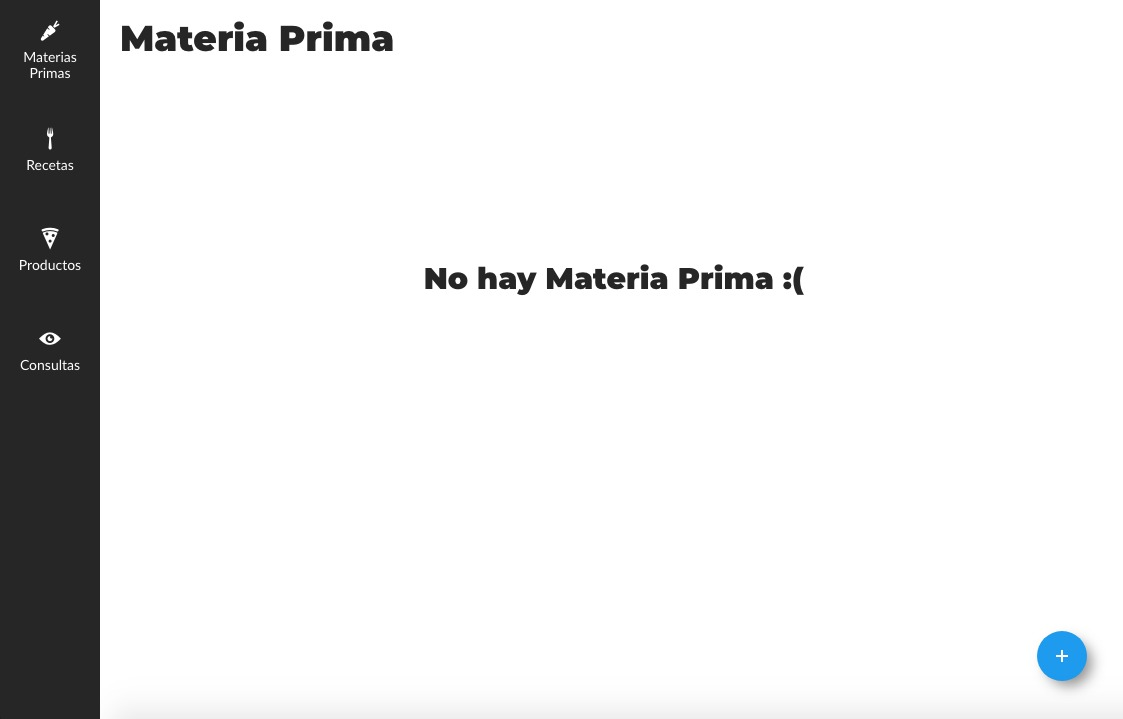 Materias
Primas
Recetas
Productos
Consultas
Materia Prima
No hay Materia Prima :(
+